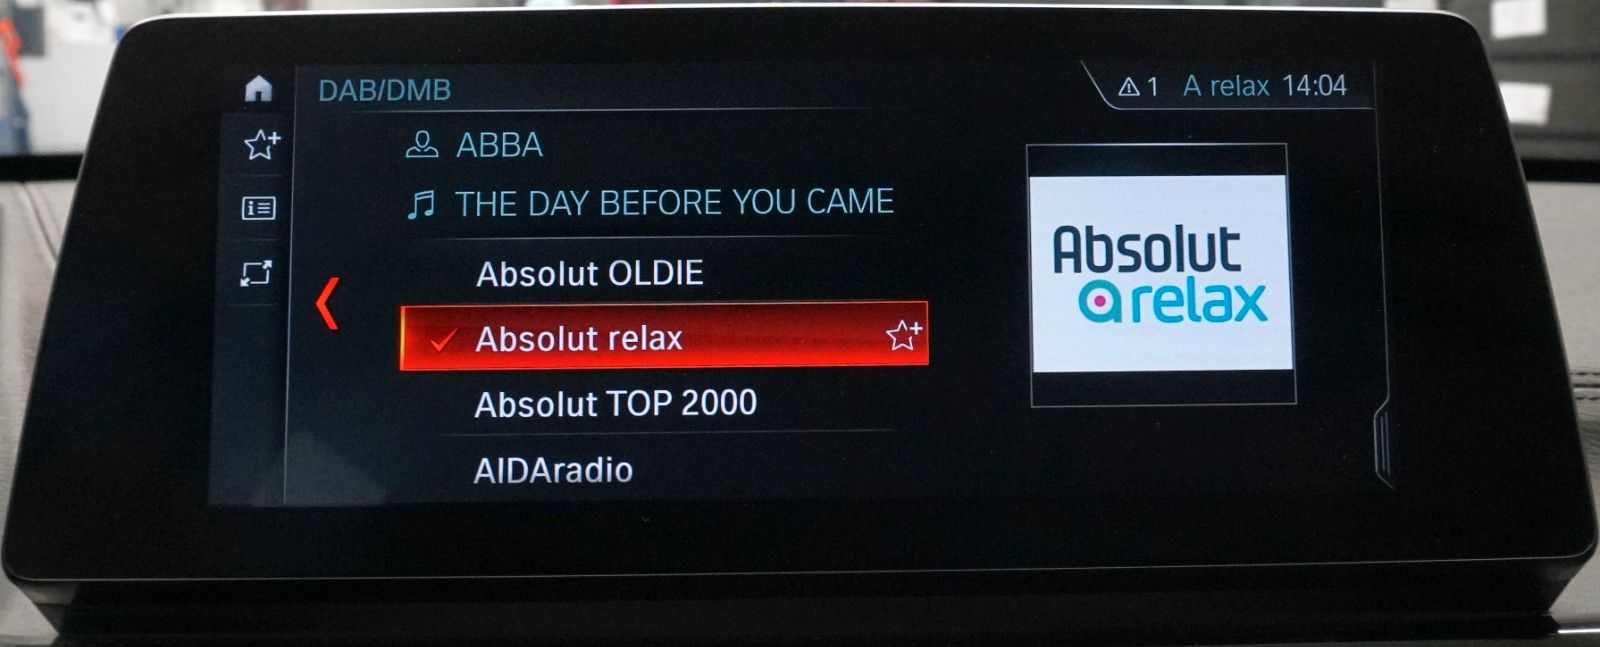 DAB/DMB
1 A relax 14:04
ABBA
THE DAY BEFORE YOU CAME
Absolut OLDIE
Absolut relax
Absolut TOP 2000
AIDAradio
Absolut
relax